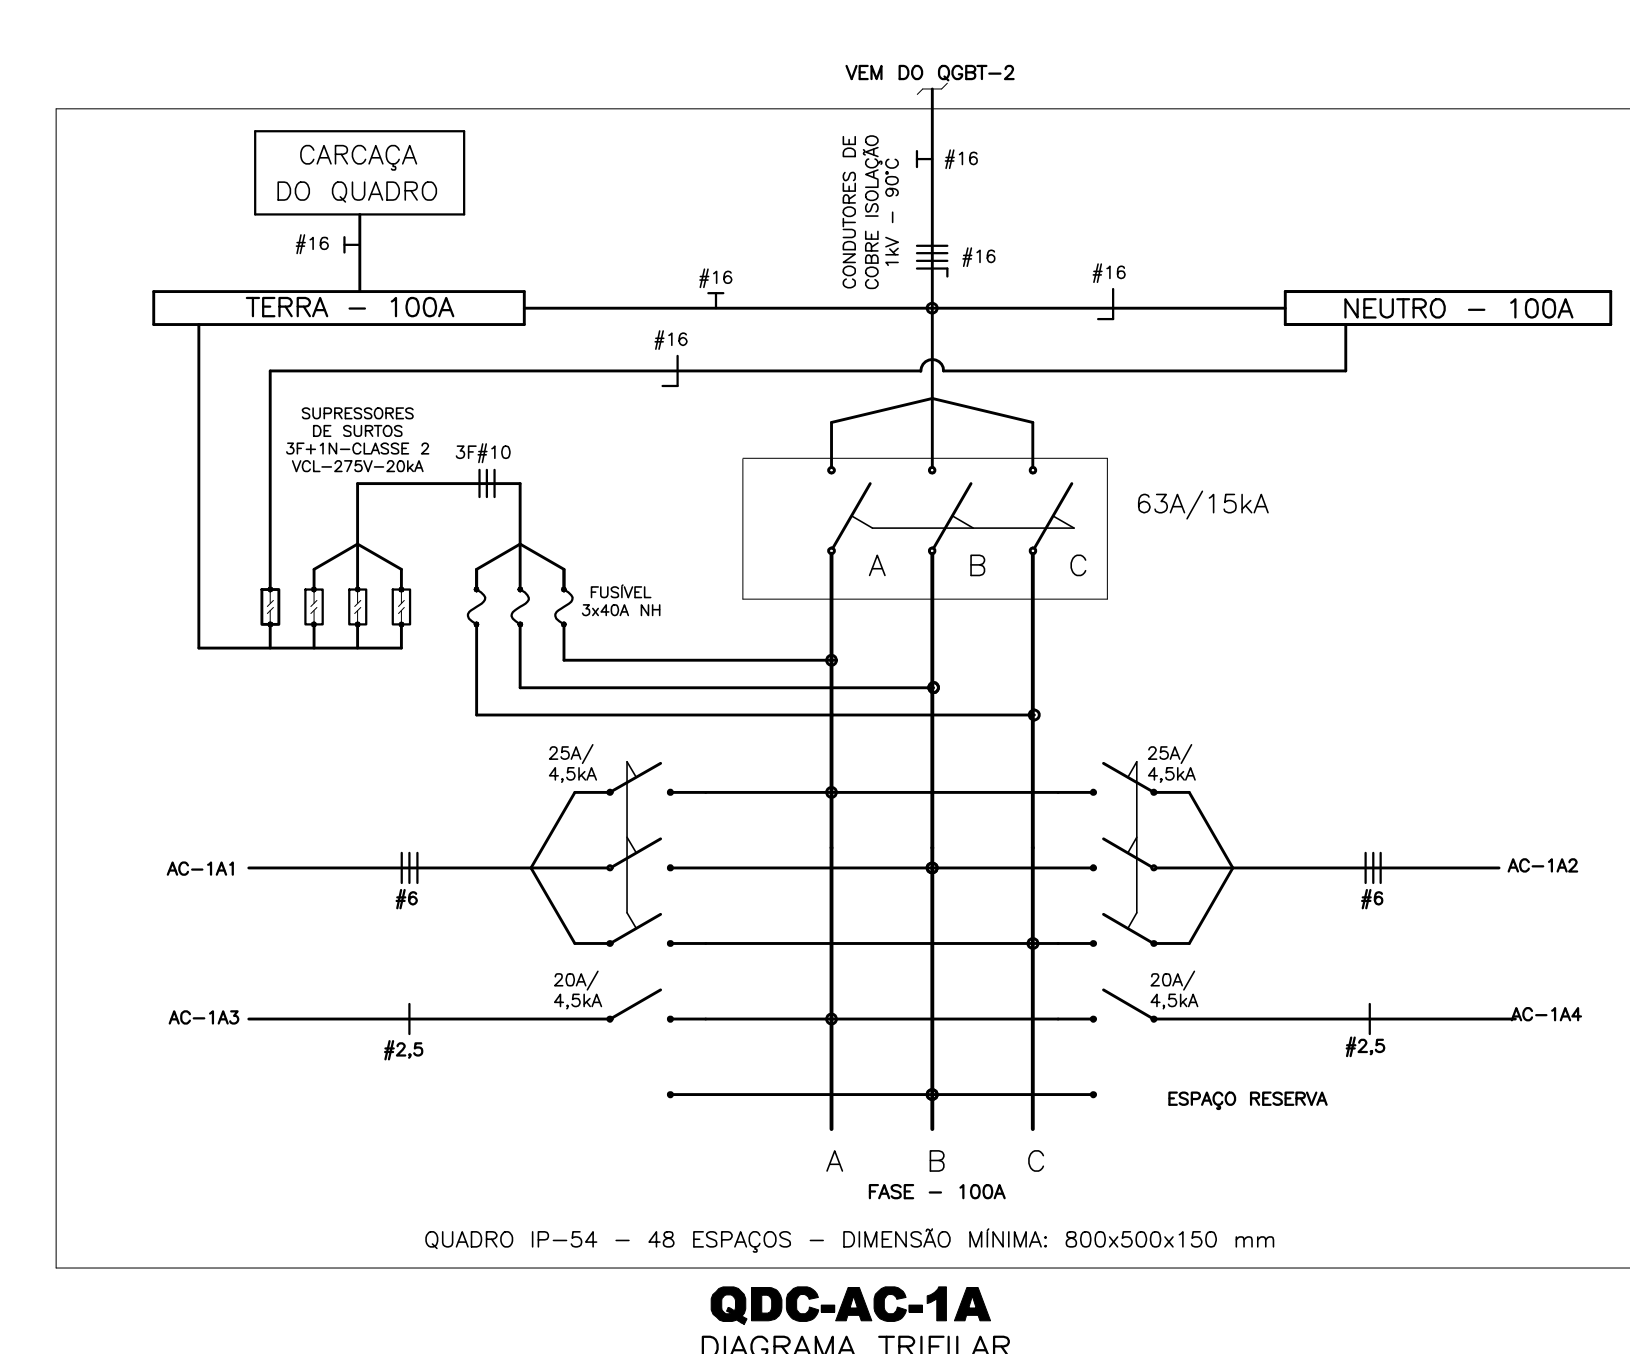 VEM DO QGBT-2
CARCAÇA
DO QUADRO
#16
CONDUTORES DE
COBRE ISOLAÇÃO
1kV - 90°C
#16
#16
TERRA - 100A
#16
#16
NEUTRO - 100A
#16
SUPRESSORES
DE SURTOS
3F+1N-CLASSE 2
VCL-275V-20kA
3F#10
63A/15kA
A
B
C
FUSÍVEL
3x40A NH
25A/
4,5kA
25A/
4,5kA
AC-1A1
#6
AC-1A2
#6
20A/
4,5kA
20A/
4,5kA
AC-1A3
#2,5
AC-1A4
#2,5
ESPAÇO RESERVA
A
B
C
FASE - 100A
QUADRO IP-54 - 48 ESPAÇOS - DIMENSÃO MÍNIMA: 800x500x150 mm
QDC-AC-1A
DIAGRAMA TRIFILAR